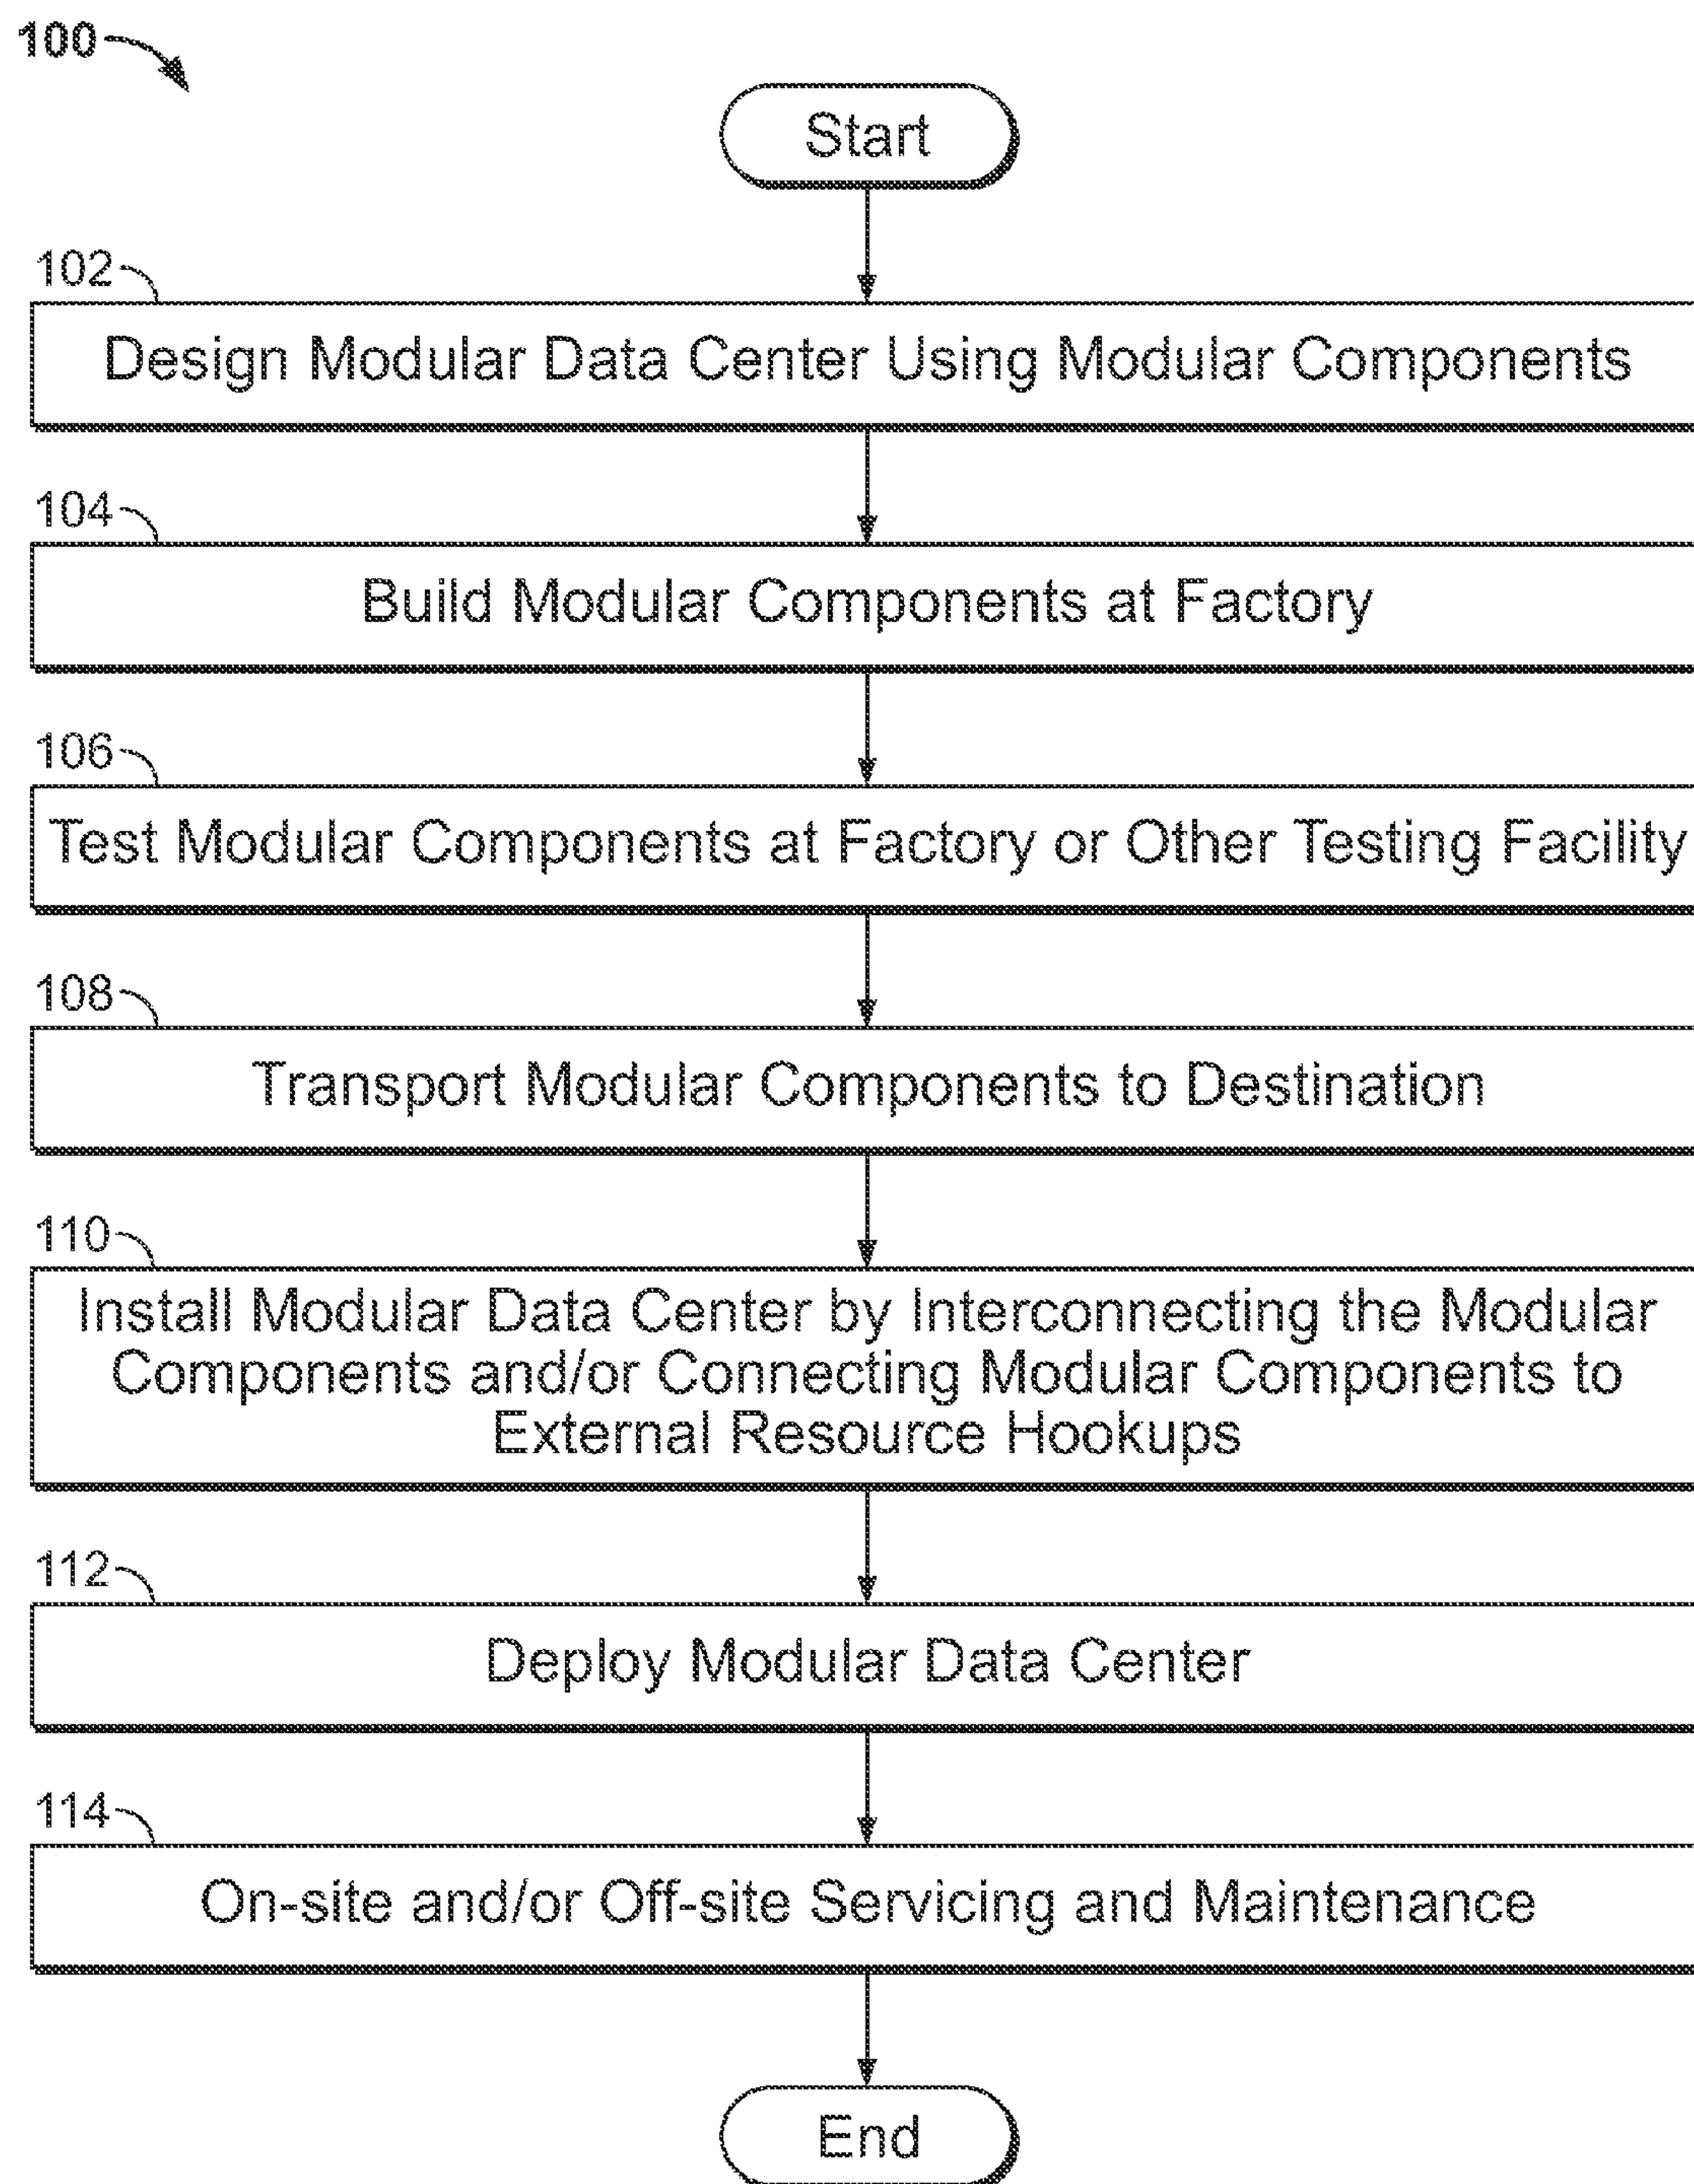 100
Start
102
Design Modular Data Center Using Modular Components
104
Build Modular Components at Factory
106
Test Modular Components at Factory or Other Testing Facility
108
Transport Modular Components to Destination
110
Install Modular Data Center by Interconnecting the Modular
Components and/or Connecting Modular Components to
External Resource Hookups
112
Deploy Modular Data Center
114
On-site and/or Off-site Servicing and Maintenance
End